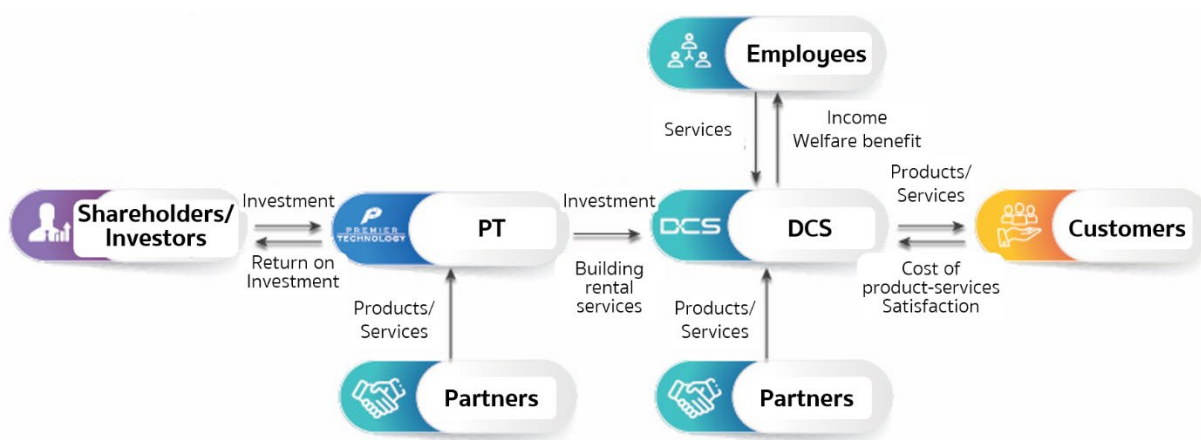 Employees
Services
Income
Welfare benefit
Products/
Services
Investment
Investment
Shareholders/
Investors
P
PREMIER
TECHNOLOGY
PT
DCS
DCS
Customers
Return on
Investment
Building
rental
services
Cost of
product-services
Satisfaction
Products/
Services
Products/
Services
Partners
Partners